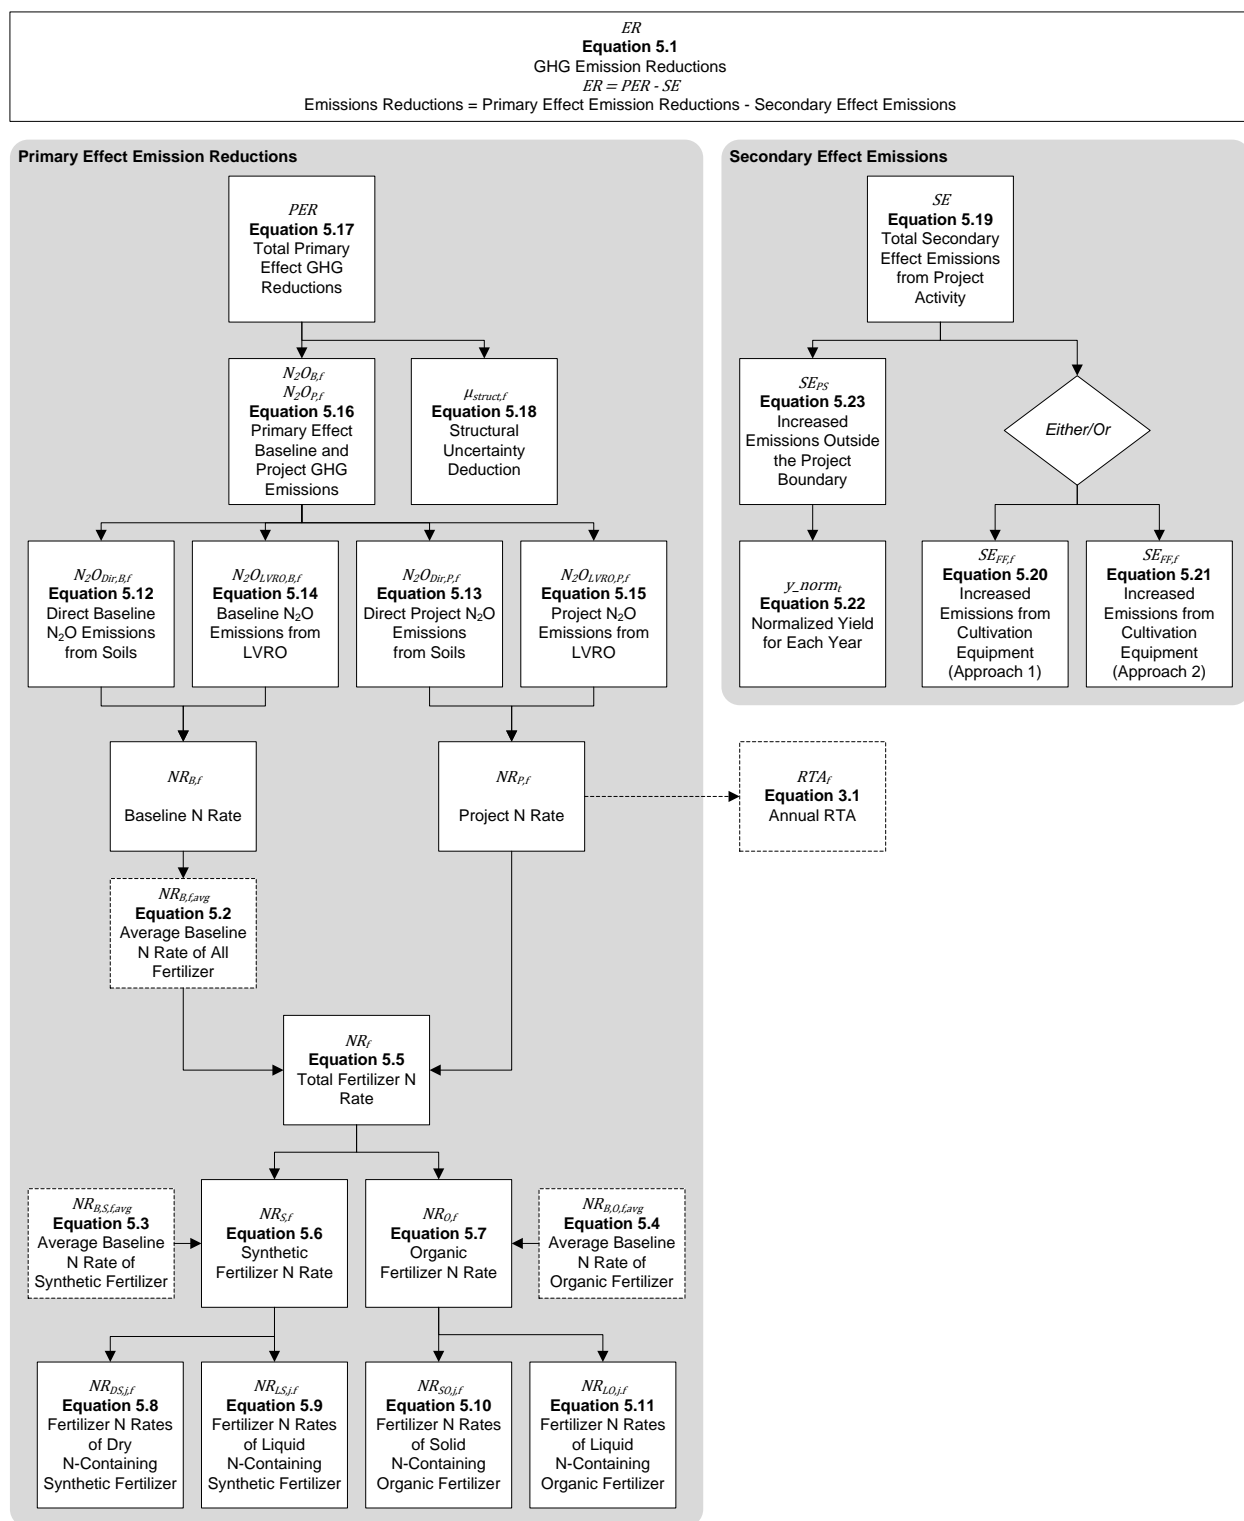 ER
Equation 5.1
GHG Emission Reductions
ER = PER - SE
Emissions Reductions = Primary Effect Emission Reductions - Secondary Effect Emissions
Primary Effect Emission Reductions
PER
Equation 5.17
Total Primary
Effect GHG
Reductions
N2OB,f
N2OP,f
Equation 5.16
Primary Effect
Baseline and
Project GHG
Emissions
μstruct,f
Equation 5.18
Structural
Uncertainty
Deduction
N2ODir,B,f
Equation 5.12
Direct Baseline
N2O Emissions
from Soils
N2OLVRO,B,f
Equation 5.14
Baseline N2O
Emissions from
LVRO
N2ODir,P,f
Equation 5.13
Direct Project N2O
Emissions
from Soils
N2OLVRO,P,f
Equation 5.15
Project N2O
Emissions from
LVRO
NRB,f
Baseline N Rate
NRP,f
Project N Rate
NRB,f,avg
Equation 5.2
Average Baseline
N Rate of All
Fertilizer
NRf
Equation 5.5
Total Fertilizer N
Rate
NRB,S,f,avg
Equation 5.3
Average Baseline
N Rate of
Synthetic Fertilizer
NRS,f
Equation 5.6
Synthetic
Fertilizer N Rate
NRO,f
Equation 5.7
Organic
Fertilizer N Rate
NRB,O,f,avg
Equation 5.4
Average Baseline
N Rate of
Organic Fertilizer
NRDS,j,f
Equation 5.8
Fertilizer N Rates
of Dry
N-Containing
Synthetic Fertilizer
NRLS,j,f
Equation 5.9
Fertilizer N Rates
of Liquid
N-Containing
Synthetic Fertilizer
NRSO,j,f
Equation 5.10
Fertilizer N Rates
of Solid
N-Containing
Organic Fertilizer
NRLO,j,f
Equation 5.11
Fertilizer N Rates
of Liquid
N-Containing
Organic Fertilizer
Secondary Effect Emissions
SE
Equation 5.19
Total Secondary
Effect Emissions
from Project
Activity
SEPS
Equation 5.23
Increased
Emissions Outside
the Project
Boundary
Either/Or
y_normt
Equation 5.22
Normalized Yield
for Each Year
SEFF,f
Equation 5.20
Increased
Emissions from
Cultivation
Equipment
(Approach 1)
SEFF,f
Equation 5.21
Increased
Emissions from
Cultivation
Equipment
(Approach 2)
RTAf
Equation 3.1
Annual RTA